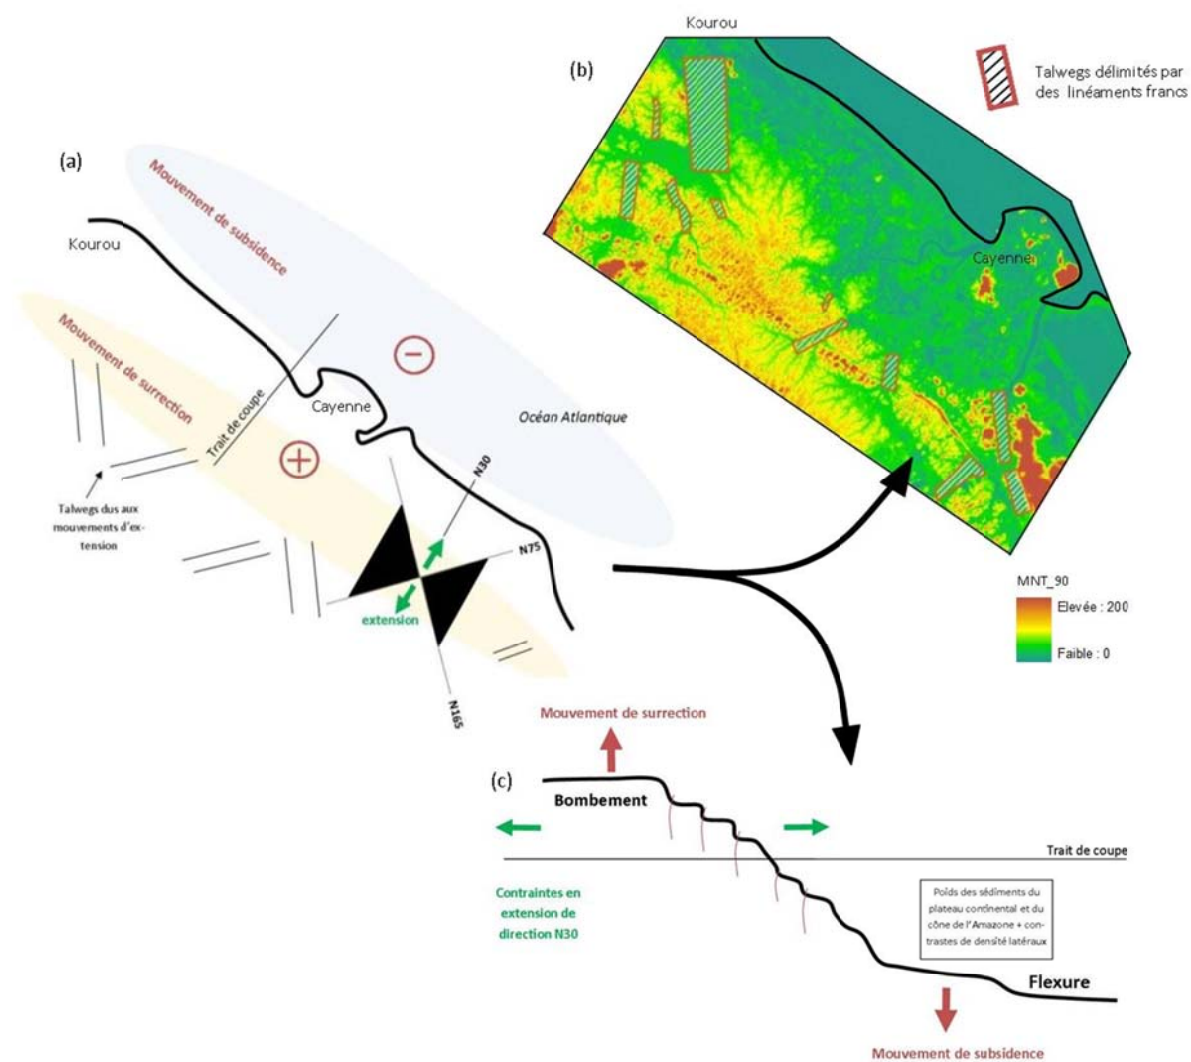 (a)
Mouvement de subsidence
Kourou
Mouvement de surrection
Trait de coupe
Cayenne
Océan Atlantique
Talwegs dus aux
mouvements d'ex-
tension
N30
N75
extension
N165
Kourou
(b)
Talwegs délimités par
des linéaments francs
Cayenne
MNT_90
Elevée : 200
Faible : 0
Mouvement de surrection
(c)
Bombement
Trait de coupe
Contraintes en
extension de
direction N30
Poids des sédiments du
plateau continental et du
cône de l'Amazone + con-
trastes de densité latéraux
Flexure
Mouvement de subsidence